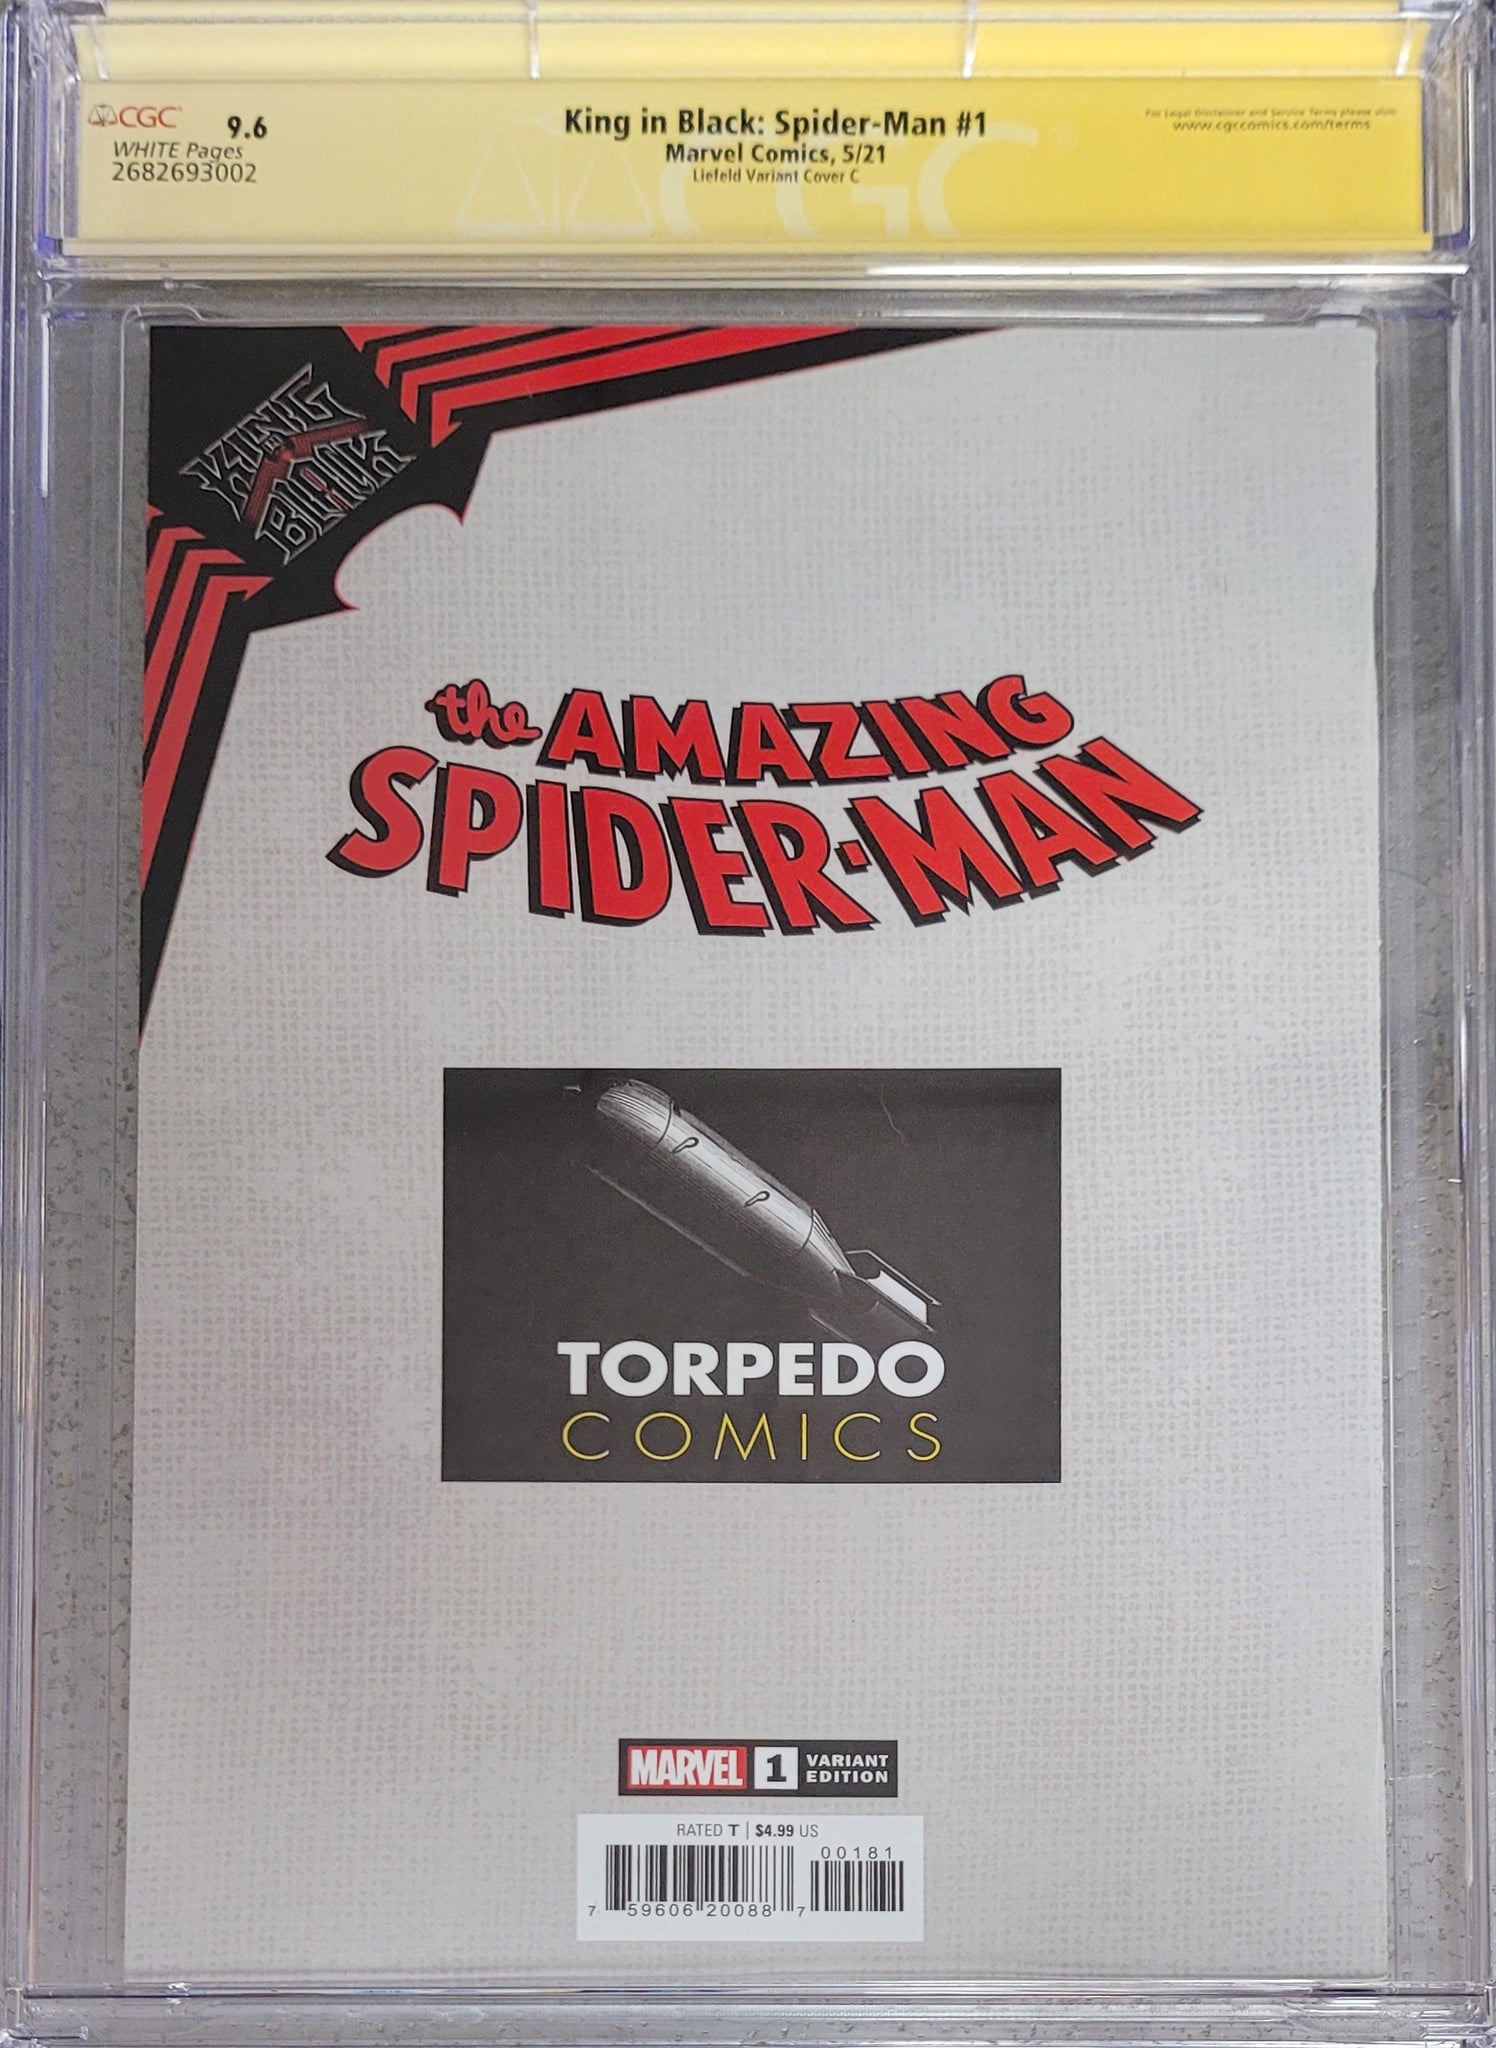 CGC 9.6
WHITE Pages
2682693002
King in Black: Spider-Man #1
Marvel Comics, 5/21
Liefeld Variant Cover C
For Legal Disclaimer and Service Terms please visit:
www.cgccomics.com/terms
CGC
KING
IN
BLACK
the AMAZING
SPIDER-MAN
TORPEDO
COMICS
MARVEL 1 VARIANT
EDITION
RATED T | $4.99 US
00181
7 59606 20088 7